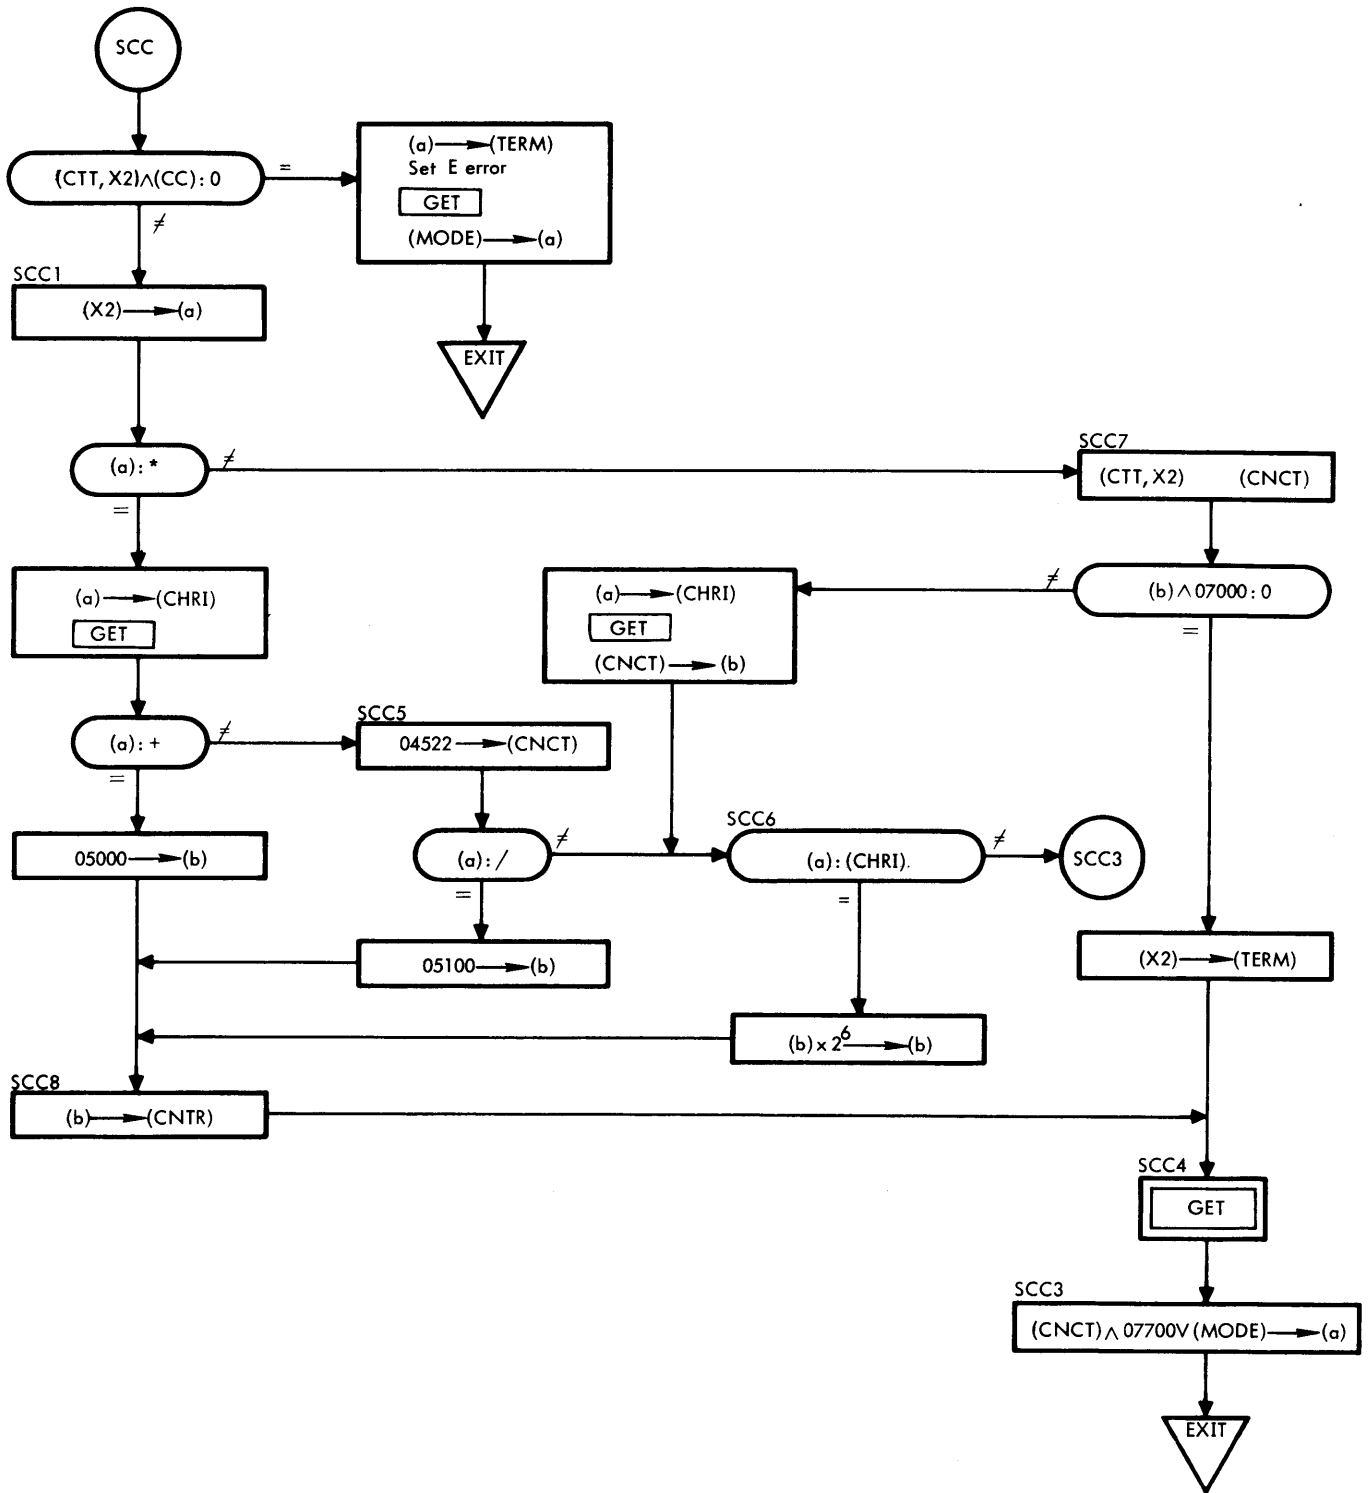 SCC
(CTT, X2)∧(CC) : 0
=
≠
(a)⟶(TERM)
Set E error
GET
(MODE)⟶(a)
EXIT
SCC1
(X2)⟶(a)
(a) : *
≠
=
SCC7
(CTT, X2) (CNCT)
(b)∧07000 : 0
≠
=
(a)⟶(CHRI)
GET
(a)⟶(CHRI)
GET
(CNCT)⟶(b)
(a) : +
≠
=
SCC5
04522⟶(CNCT)
05000⟶(b)
(a) : /
≠
=
SCC6
(a) : (CHRI).
≠
=
SCC3
05100⟶(b)
(X2)⟶(TERM)
(b) x 2⁶⟶(b)
SCC8
(b)⟶(CNTR)
SCC4
GET
SCC3
(CNCT)∧07700V(MODE)⟶(a)
EXIT